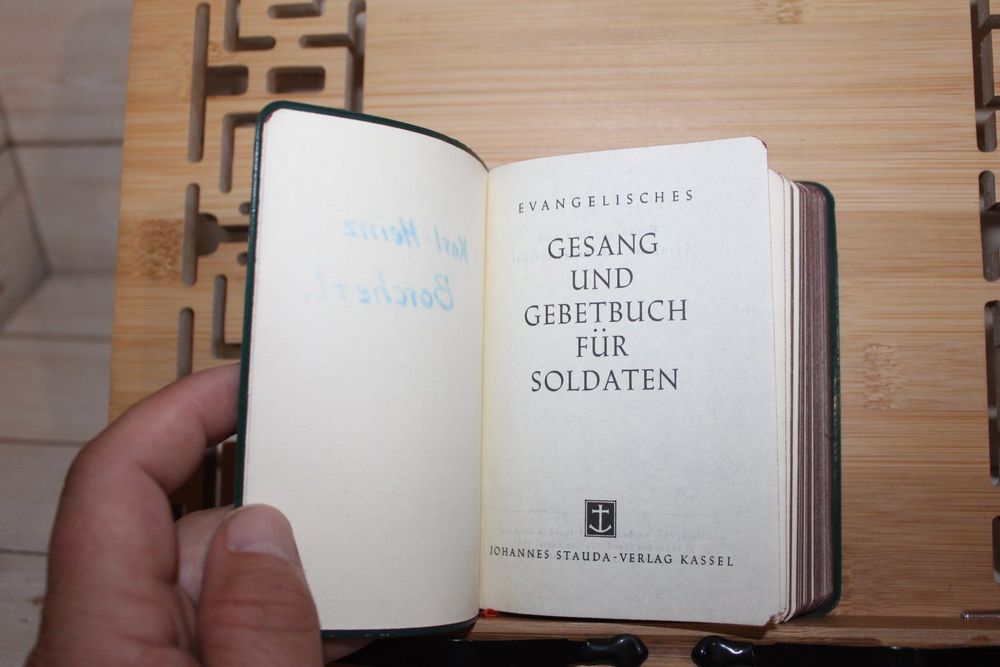 Karl-Heinz
Borchert.
EVANGELISCHES
GESANG
UND
GEBETBUCH
FÜR
SOLDATEN
JOHANNES STAUDA-VERLAG KASSEL